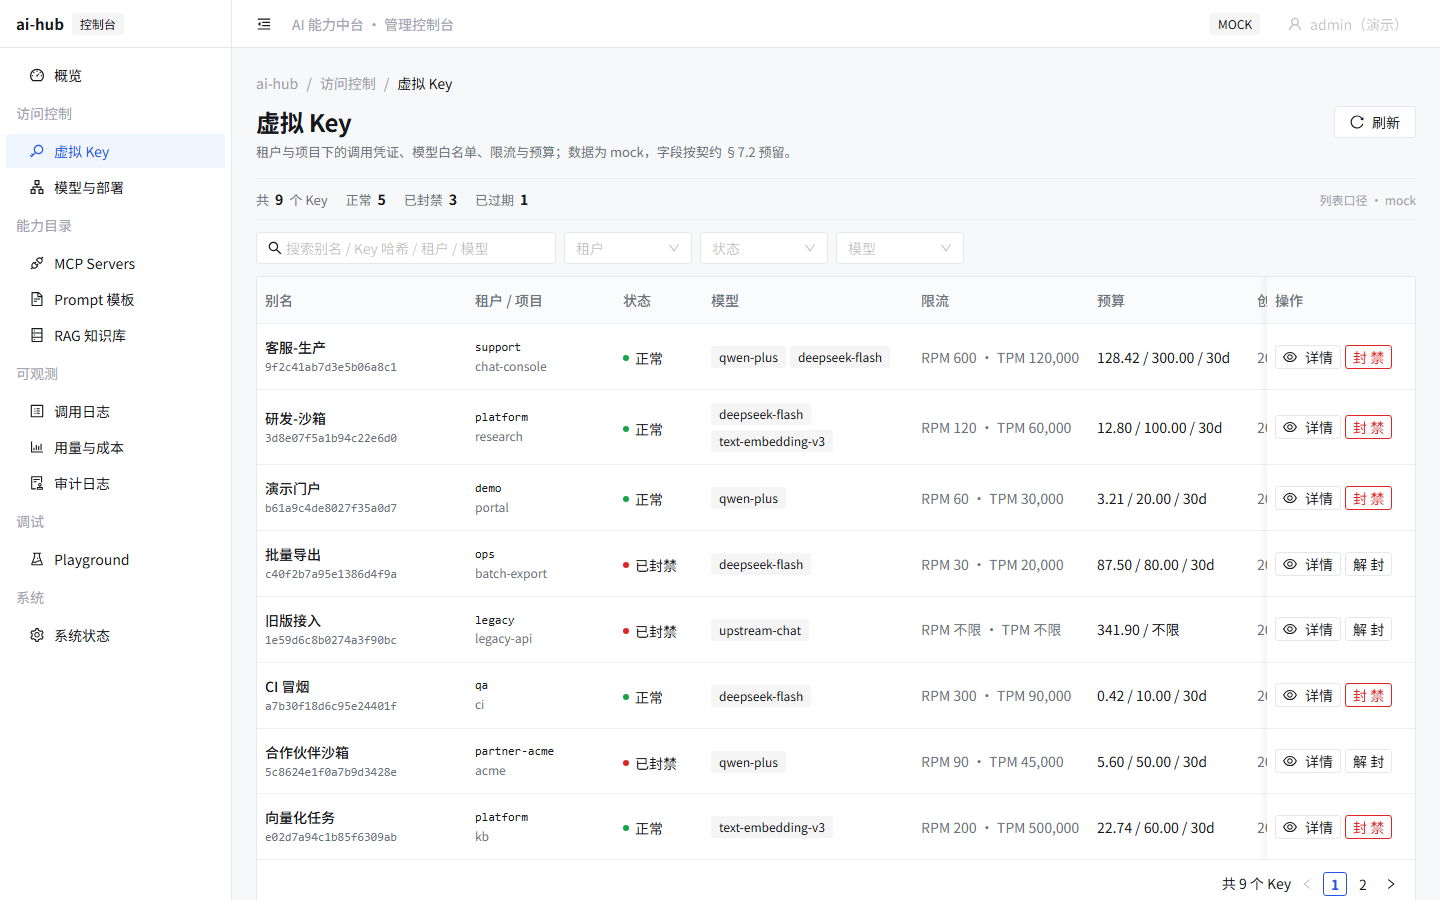 ai-hub 控制台
AI 能力中台 • 管理控制台
MOCK
admin（演示）
概览
访问控制
虚拟 Key
模型与部署
能力目录
MCP Servers
Prompt 模板
RAG 知识库
可观测
调用日志
用量与成本
审计日志
调试
Playground
系统
系统状态
ai-hub / 访问控制 / 虚拟 Key
虚拟 Key
刷新
租户与项目下的调用凭证、模型白名单、限流与预算；数据为 mock，字段按契约 §7.2 预留。
共 9 个 Key 正常 5 已封禁 3 已过期 1
列表口径 • mock
搜索别名 / Key 哈希 / 租户 / 模型
租户
状态
模型
别名 租户 / 项目 状态 模型 限流 预算 操作
客服-生产
9f2c41ab7d3e5b06a8c1
support
chat-console
正常
qwen-plus deepseek-flash
RPM 600 • TPM 120,000
128.42 / 300.00 / 30d
详情 封 禁
研发-沙箱
3d8e07f5a1b94c22e6d0
platform
research
正常
deepseek-flash
text-embedding-v3
RPM 120 • TPM 60,000
12.80 / 100.00 / 30d
详情 封 禁
演示门户
b61a9c4de8027f35a0d7
demo
portal
正常
qwen-plus
RPM 60 • TPM 30,000
3.21 / 20.00 / 30d
详情 封 禁
批量导出
c40f2b7a95e1386d4f9a
ops
batch-export
已封禁
deepseek-flash
RPM 30 • TPM 20,000
87.50 / 80.00 / 30d
详情 解 封
旧版接入
1e59d6c8b0274a3f90bc
legacy
legacy-api
已封禁
upstream-chat
RPM 不限 • TPM 不限
341.90 / 不限
详情 解 封
CI 冒烟
a7b30f18d6c95e24401f
qa
ci
正常
deepseek-flash
RPM 300 • TPM 90,000
0.42 / 10.00 / 30d
详情 封 禁
合作伙伴沙箱
5c8624e1f0a7b9d3428e
partner-acme
acme
已封禁
qwen-plus
RPM 90 • TPM 45,000
5.60 / 50.00 / 30d
详情 解 封
向量化任务
e02d7a94c1b85f6309ab
platform
kb
正常
text-embedding-v3
RPM 200 • TPM 500,000
22.74 / 60.00 / 30d
详情 封 禁
共 9 个 Key 1 2